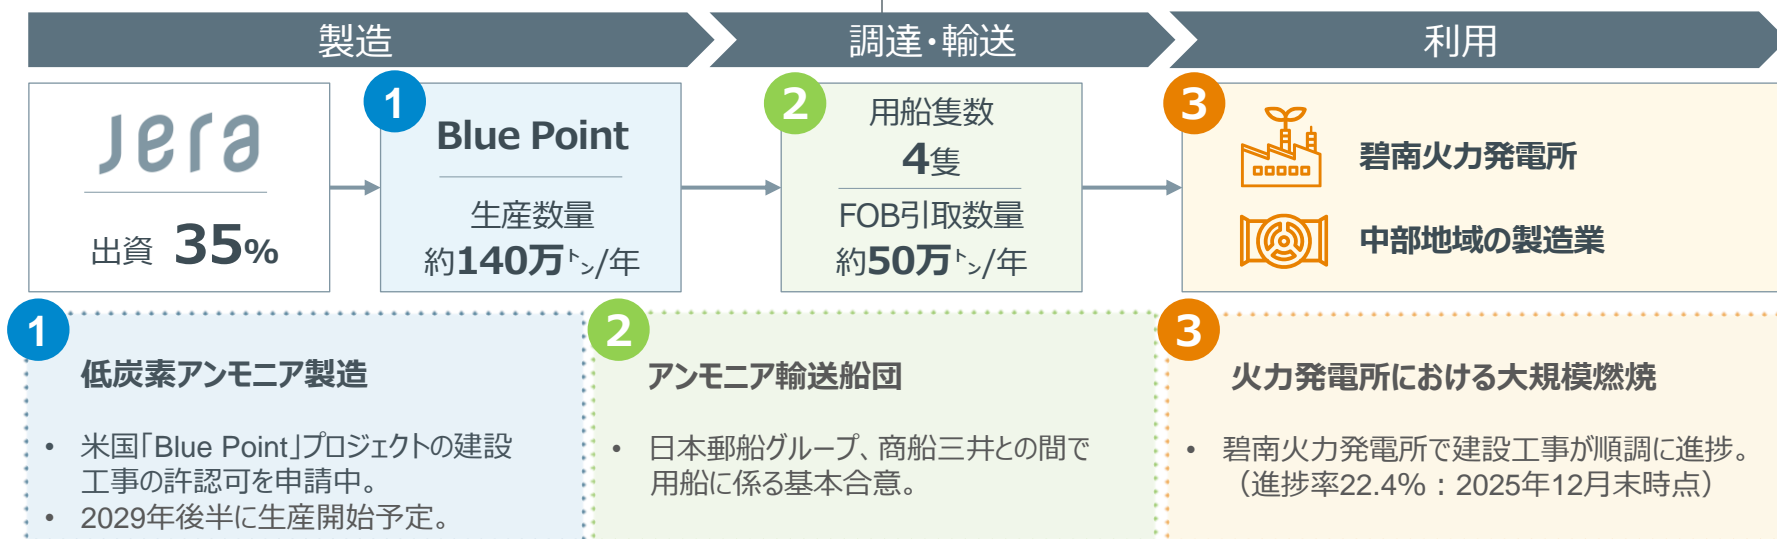 製造
調達・輸送
利用
Jera
出資 35%
1
Blue Point
生産数量
約140万㌧/年
2
用船隻数
4隻
FOB引取数量
約50万㌧/年
3
碧南火力発電所
中部地域の製造業
1
低炭素アンモニア製造
• 米国「Blue Point」プロジェクトの建設
工事の許認可を申請中。
• 2029年後半に生産開始予定。
2
アンモニア輸送船団
• 日本郵船グループ、商船三井との間で
用船に係る基本合意。
3
火力発電所における大規模燃焼
• 碧南火力発電所で建設工事が順調に進捗。
（進捗率22.4%：2025年12月末時点）